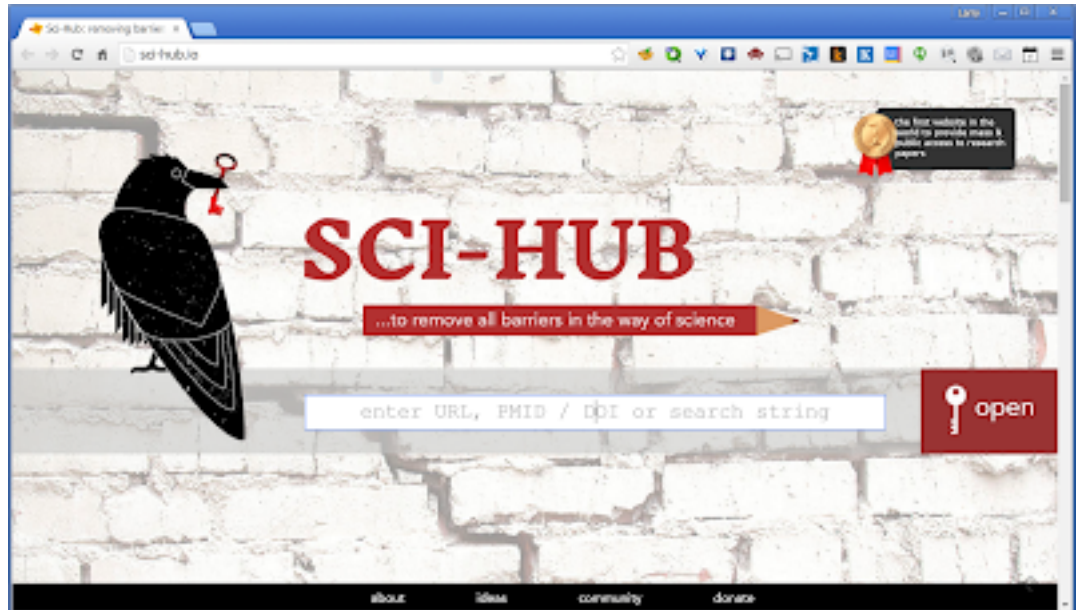 Sci-Hub: removing barrier
sci-hub.io
the first website in the
world to provide mass &
public access to research
papers
SCI-HUB
...to remove all barriers in the way of science
enter URL, PMID / DOI or search string
open
about ideas community donate